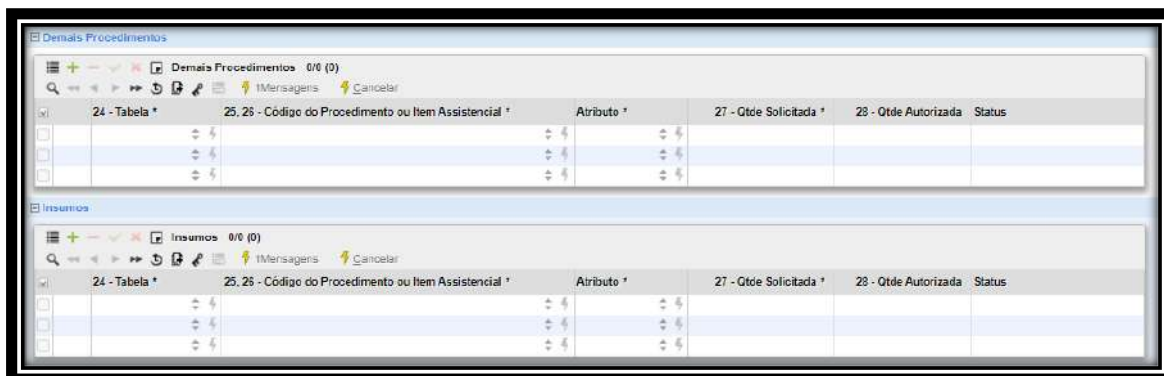 Demais Procedimentos
Demais Procedimentos 0/0 (0)
1Mensagens Cancelar
24 - Tabela * 25, 26 - Código do Procedimento ou Item Assistencial * Atributo * 27 - Qtde Solicitada * 28 - Qtde Autorizada Status
Insumos
Insumos 0/0 (0)
1Mensagens Cancelar
24 - Tabela * 25, 26 - Código do Procedimento ou Item Assistencial * Atributo * 27 - Qtde Solicitada * 28 - Qtde Autorizada Status